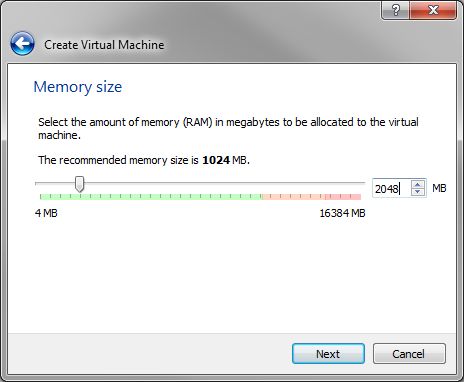 ?
Create Virtual Machine
Memory size
Select the amount of memory (RAM) in megabytes to be allocated to the virtual
machine.
The recommended memory size is 1024 MB.
2048 MB
4 MB 16384 MB
Next Cancel